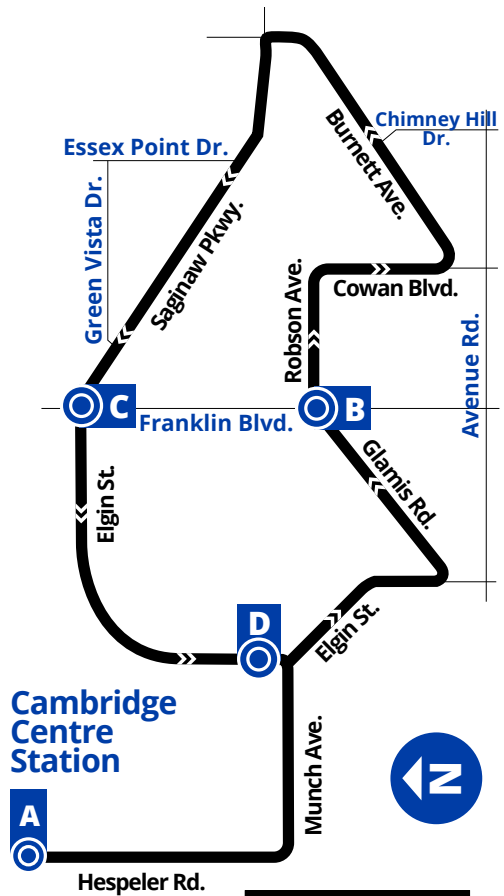 Chimney Hill
Dr.
Essex Point Dr.
Burnett Ave.
Green Vista Dr.
Saginaw Pkwy.
Robson Ave.
Cowan Blvd.
Avenue Rd.
C
B
Franklin Blvd.
Glamis Rd.
Elgin St.
D
Elgin St.
Cambridge
Centre
Station
Munch Ave.
N
A
Hespeler Rd.